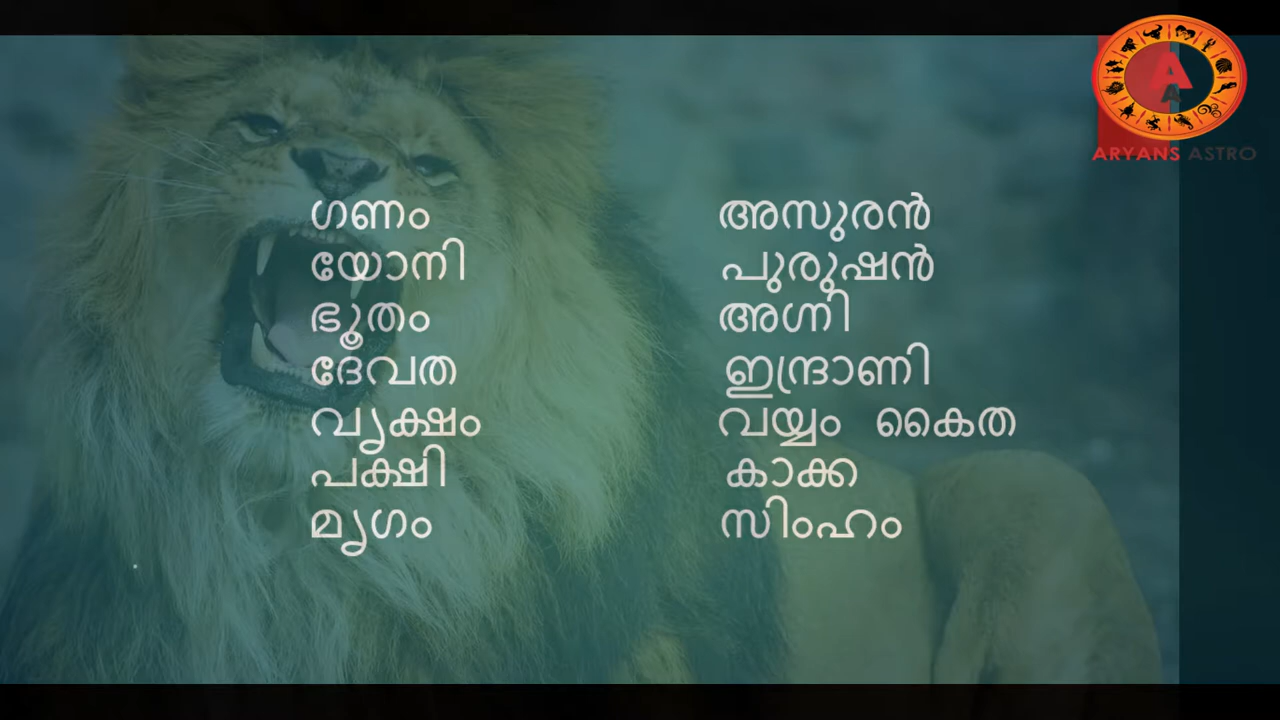 ARYANS ASTRO
ഗണം അസുരൻ
യോനി പുരുഷൻ
ഭൂതം അഗ്നി
ദേവത ഇന്ദ്രാണി
വൃക്ഷം വയ്യം കൈത
പക്ഷി കാക്ക
മൃഗം സിംഹം